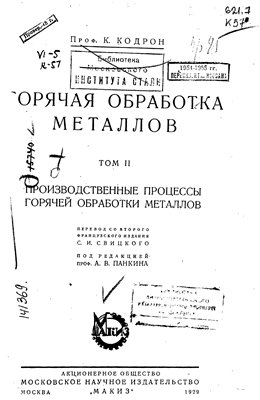 621.7
К57
ПРОФ. К. КОДРОН
VI-5
К-57
Библиотека
Московского
ИНСТИТУТА СТАЛИ
1951-1955 гг.
ГОРЯЧАЯ ОБРАБОТКА
МЕТАЛЛОВ
ТОМ II
ПРОИЗВОДСТВЕННЫЕ ПРОЦЕССЫ
ГОРЯЧЕЙ ОБРАБОТКИ МЕТАЛЛОВ
ПЕРЕВОД СО ВТОРОГО
ФРАНЦУЗСКОГО ИЗДАНИЯ
С. И. СВИЦКОГО
ПОД РЕДАКЦИЕЙ
ПРОФ. А. В. ПАНКИНА
141369.
МАКИЗ
АКЦИОНЕРНОЕ ОБЩЕСТВО
МОСКОВСКОЕ НАУЧНОЕ ИЗДАТЕЛЬСТВО
МОСКВА „МАКИЗ" 1929